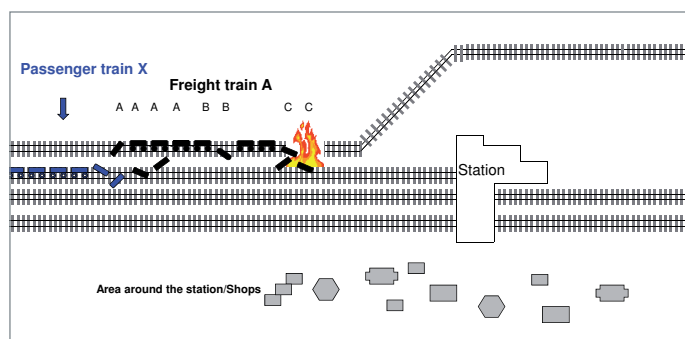 Passenger train X
Freight train A
A A A A B B C C
Station
Area around the station/Shops